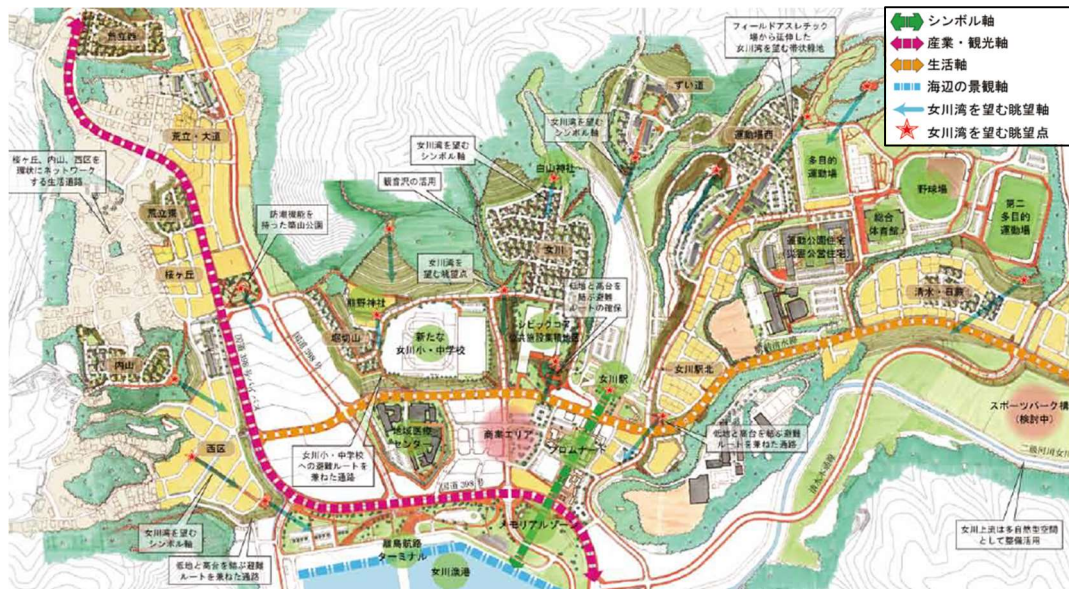 シンボル軸
産業・観光軸
生活軸
海辺の景観軸
女川湾を望む眺望軸
女川湾を望む眺望点
フィールドアスレチック
場から延伸した
女川湾を望む帯状緑地
荒立西
ずい道
女川湾を望む
シンボル軸
運動場西
荒立・大道
女川湾を望む
シンボル軸
多目的
運動場
野球場
桜ヶ丘、内山、西区を
環状にネットワーク
する生活道路
白山神社
観音沢の活用
第二
多目的
運動場
総合
体育館
荒立東
防潮機能を
持った築山公園
女川
運動公園住宅
災害公営住宅
桜ヶ丘
女川湾を
望む眺望点
低地と高台を
結ぶ避難
ルートの確保
清水・日蕨
熊野神社
堀切山
新たな
女川小・中学校
国道398号
女川駅
女川駅北
内山
スポーツパーク構
(検討中)
地域医療
センター
商業エリア
プロムナード
低地と高台を結ぶ避難
ルートを兼ねた通路
西区
女川小・中学校
への避難ルートを
兼ねた通路
国道398号
メモリアルゾーン
女川湾を望む
シンボル軸
離島航路
ターミナル
女川上流は多自然型空間
として整備活用
低地と高台を結ぶ避難
ルートを兼ねた通路
女川漁港